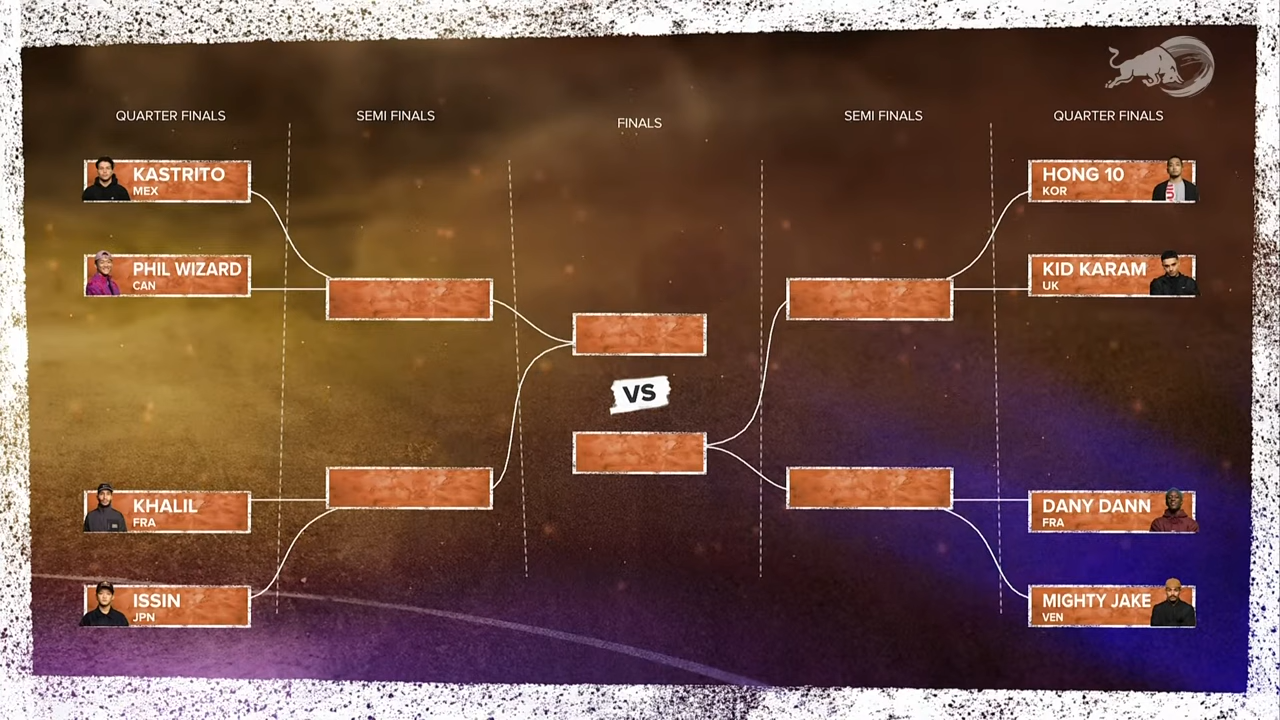 QUARTER FINALS
SEMI FINALS
FINALS
SEMI FINALS
QUARTER FINALS
KASTRITO
MEX
PHIL WIZARD
CAN
KHALIL
FRA
ISSIN
JPN
VS
HONG 10
KOR
KID KARAM
UK
DANY DANN
FRA
MIGHTY JAKE
VEN